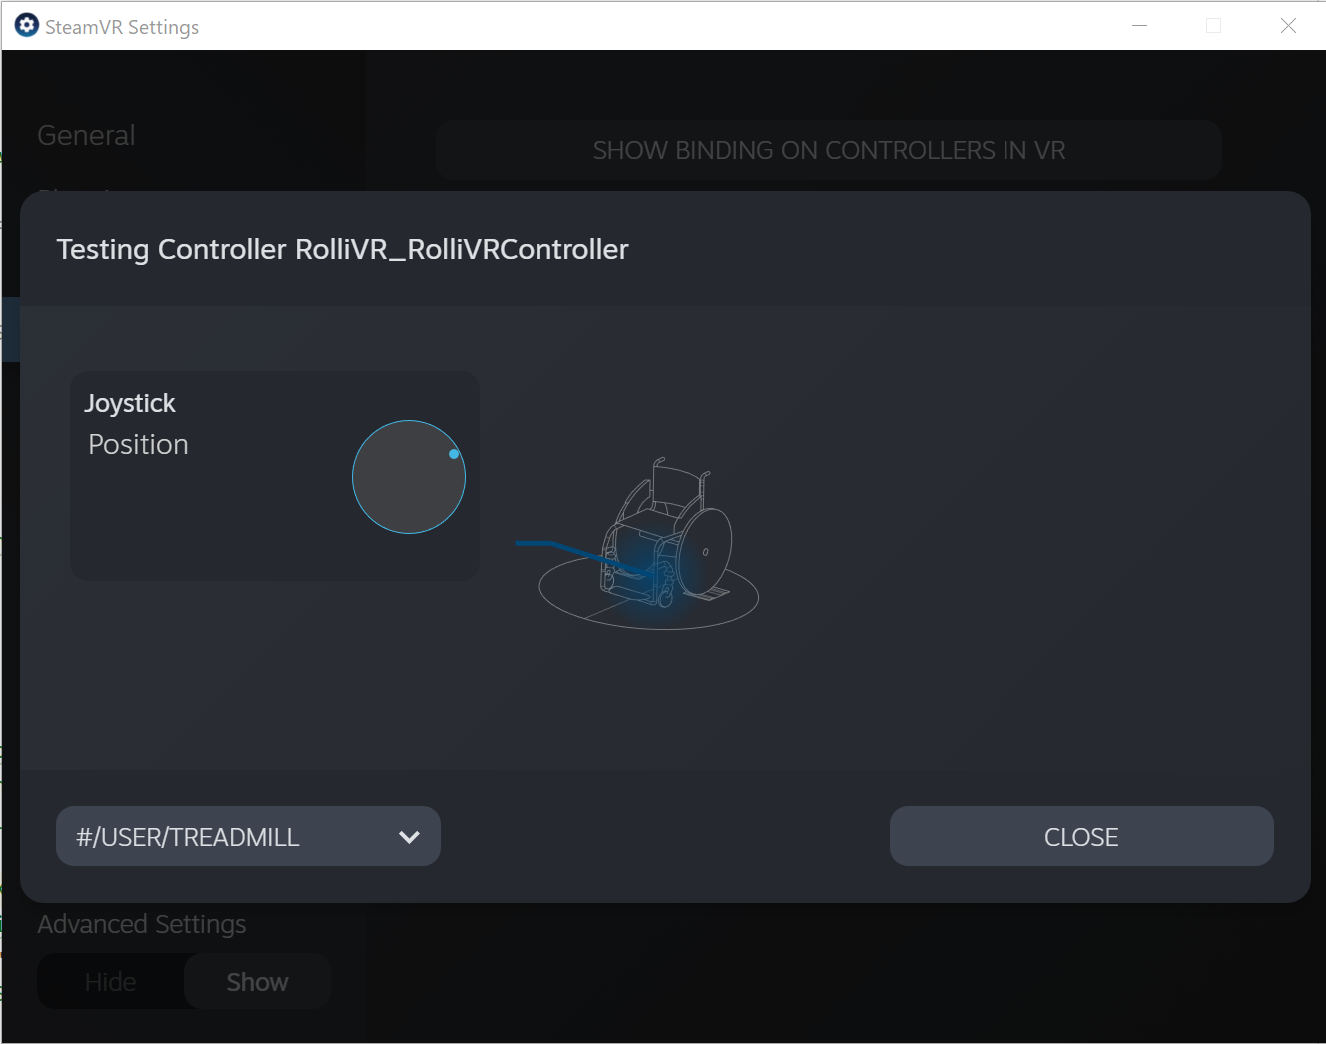 SteamVR Settings
General
SHOW BINDING ON CONTROLLERS IN VR
Testing Controller RolliVR_RolliVRController
Joystick
Position
#/USER/TREADMILL
CLOSE
Advanced Settings
Hide
Show